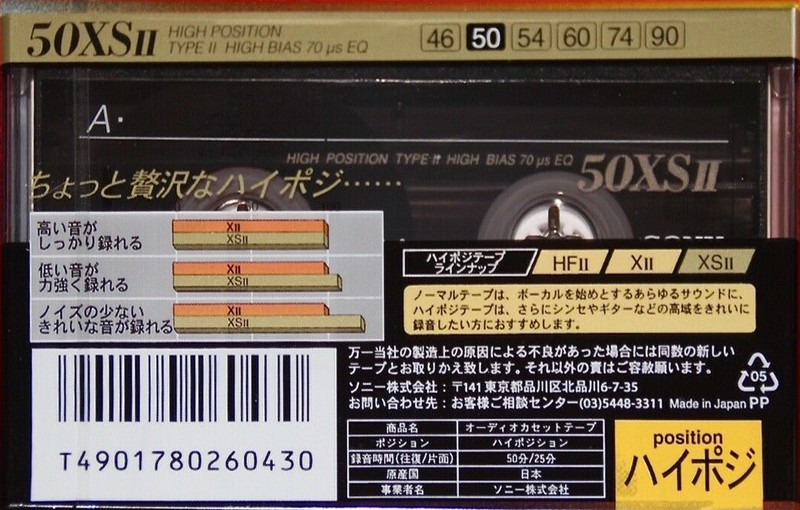 50XSII
HIGH POSITION
TYPE II HIGH BIAS 70 μs EQ
46 50 54 60 74 90
A・
HIGH POSITION TYPE II HIGH BIAS 70 μs EQ 50XSII
ちょっと贅沢なハイポジ……
SONY
高い音が
しっかり録れる
XII
XSII
低い音が
力強く録れる
XII
XSII
ノイズの少ない
きれいな音が録れる
XII
XSII
ハイポジテープ
ラインナップ
HFII XII XSII
ノーマルテープは、ボーカルを始めとするあらゆるサウンドに、
ハイポジテープは、さらにシンセやギターなどの高域をきれいに
録音したい方におすすめします。
万一当社の製造上の原因による不良があった場合には同数の新しい
テープとお取りかえ致します。それ以外の責はご容赦願います。
ソニー株式会社：〒141 東京都品川区北品川6-7-35
お問い合わせ先：お客様ご相談センター(03)5448-3311 Made in Japan PP
05
T4901780260430
商品名 オーディオカセットテープ
ポジション ハイポジション
録音時間(往復/片面) 50分/25分
原産国 日本
事業者名 ソニー株式会社
position
ハイポジ